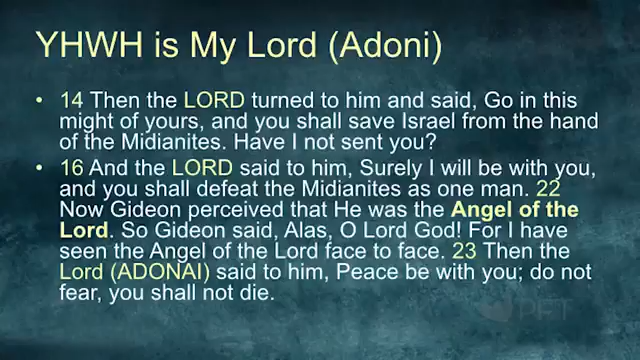 YHWH is My Lord (Adoni)
• 14 Then the LORD turned to him and said, Go in this
might of yours, and you shall save Israel from the hand
of the Midianites. Have I not sent you?
• 16 And the LORD said to him, Surely I will be with you,
and you shall defeat the Midianites as one man. 22
Now Gideon perceived that He was the Angel of the
Lord. So Gideon said, Alas, O Lord God! For I have
seen the Angel of the Lord face to face. 23 Then the
Lord (ADONAI) said to him, Peace be with you; do not
fear, you shall not die.
PFT